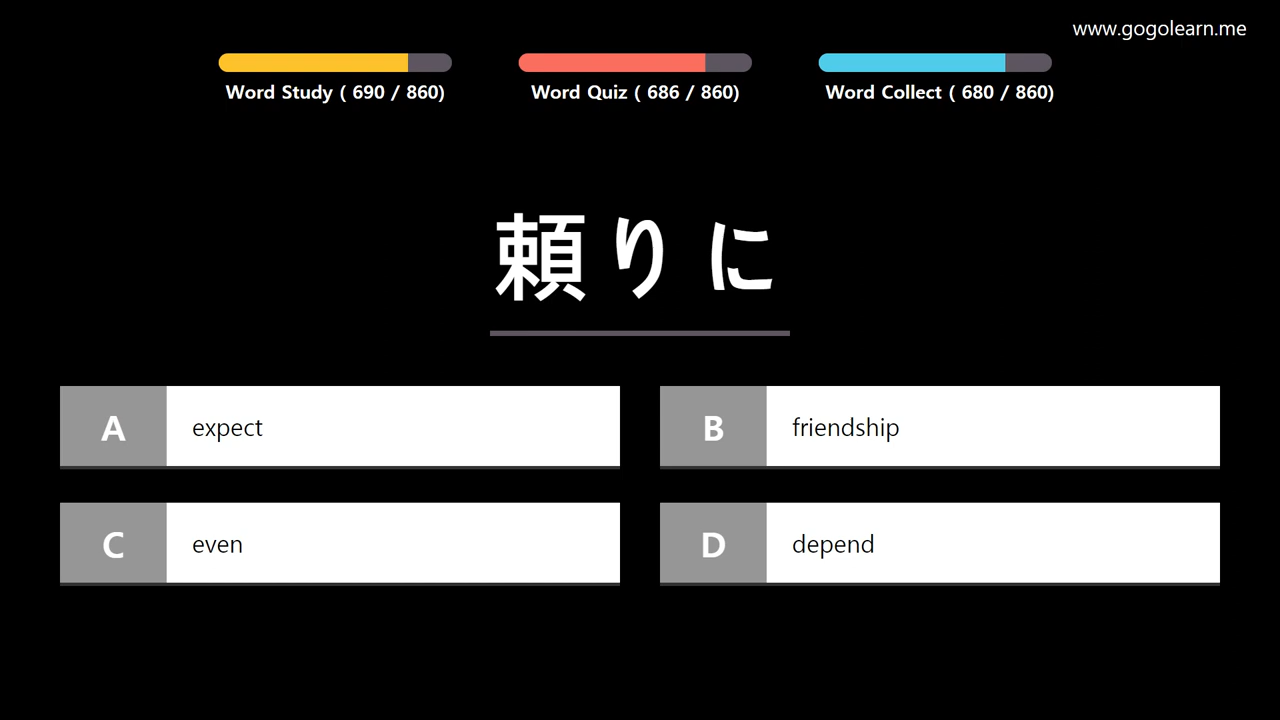 www.gogolearn.me
Word Study ( 690 / 860)
Word Quiz ( 686 / 860)
Word Collect ( 680 / 860)
頼りに
A expect
B friendship
C even
D depend